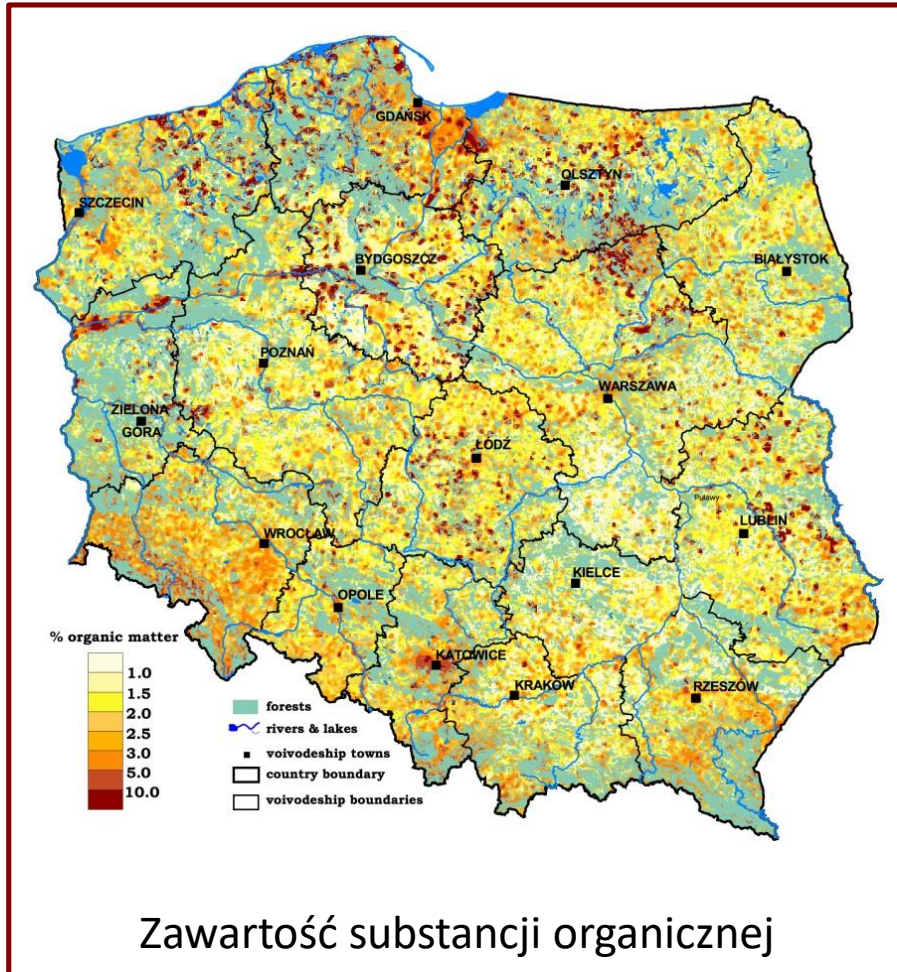 GDAŃSK
OLSZTYN
SZCZECIN
BYDGOSZCZ
BIAŁYSTOK
POZNAŃ
WARSZAWA
ZIELONA
GÓRA
ŁÓDŹ
Puławy
LUBLIN
WROCŁAW
KIELCE
OPOLE
% organic matter
KATOWICE
1.0
KRAKÓW
RZESZÓW
1.5
forests
2.0
rivers & lakes
2.5
voivodeship towns
3.0
country boundary
5.0
10.0
voivodeship boundaries
Zawartość substancji organicznej